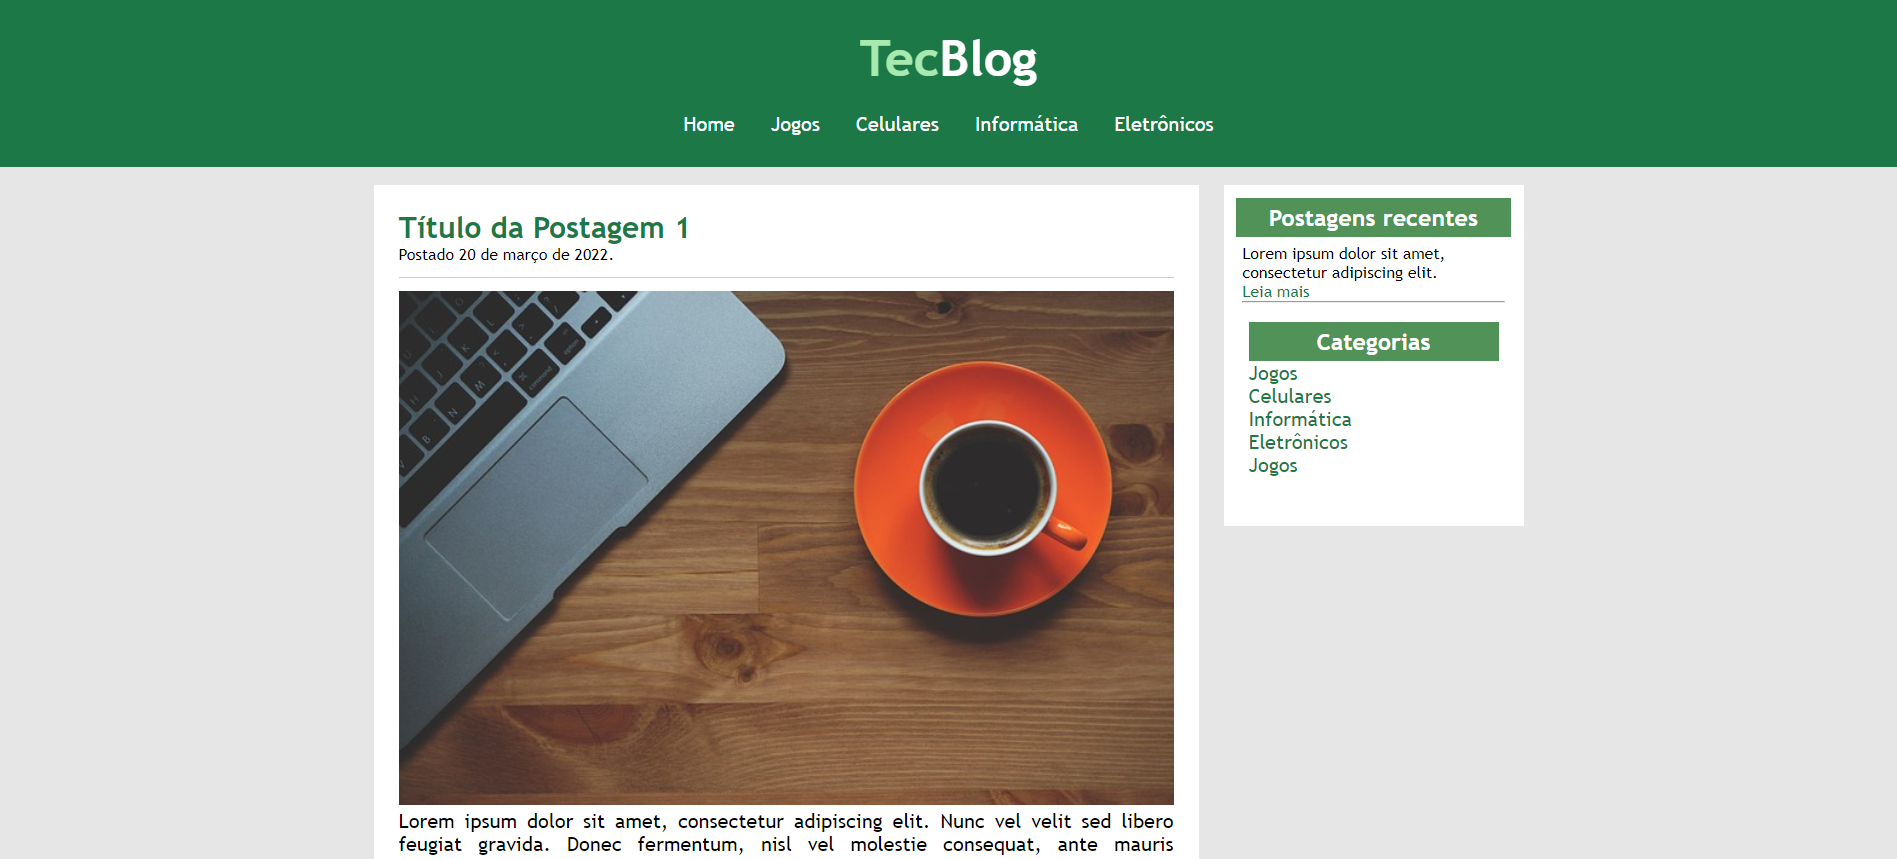 TecBlog
Home Jogos Celulares Informática Eletrônicos
Título da Postagem 1
Postado 20 de março de 2022.
Lorem ipsum dolor sit amet, consectetur adipiscing elit. Nunc vel velit sed libero
feugiat gravida. Donec fermentum, nisl vel molestie consequat, ante mauris
Postagens recentes
Lorem ipsum dolor sit amet,
consectetur adipiscing elit.
Leia mais
Categorias
Jogos
Celulares
Informática
Eletrônicos
Jogos